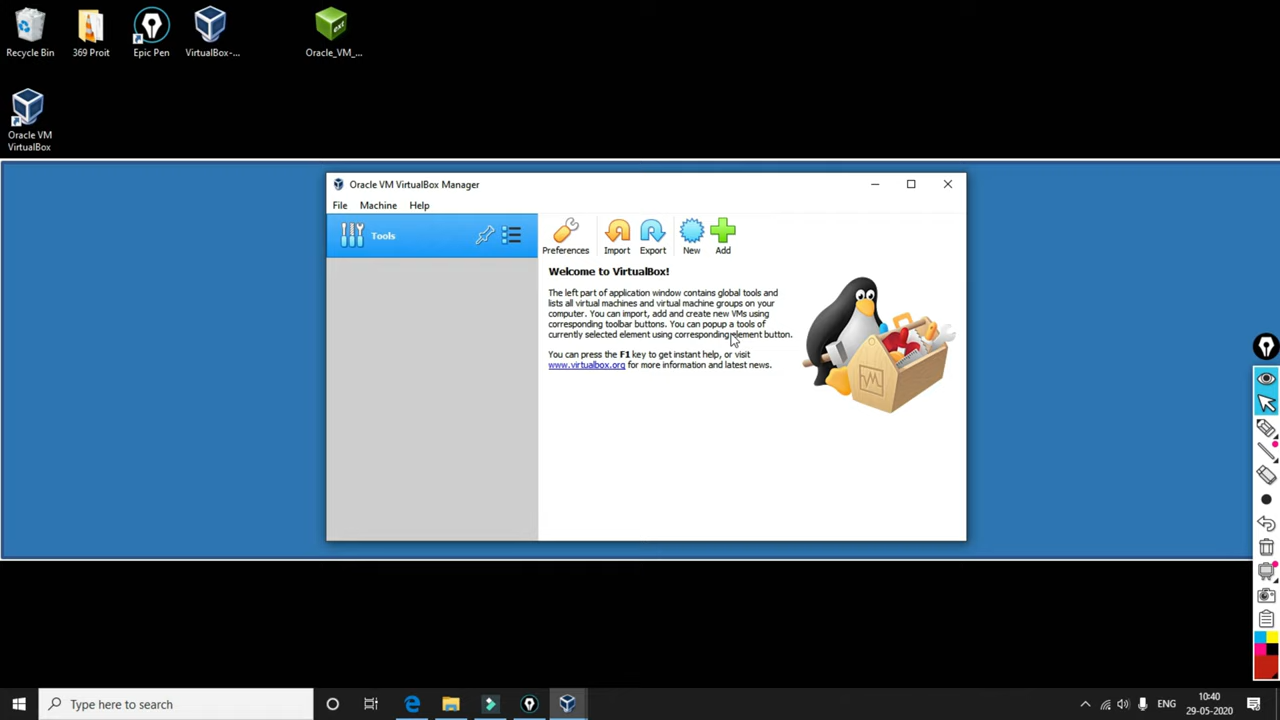 Recycle Bin
369 Proit
Epic Pen
VirtualBox-...
Oracle_VM_...
Oracle VM
VirtualBox
Oracle VM VirtualBox Manager
File Machine Help
Tools
Preferences
Import
Export
New
Add
Welcome to VirtualBox!
The left part of application window contains global tools and
lists all virtual machines and virtual machine groups on your
computer. You can import, add and create new VMs using
corresponding toolbar buttons. You can popup a tools of
currently selected element using corresponding element button.
You can press the F1 key to get instant help, or visit
www.virtualbox.org for more information and latest news.
Type here to search
ENG
10:40
29-05-2020